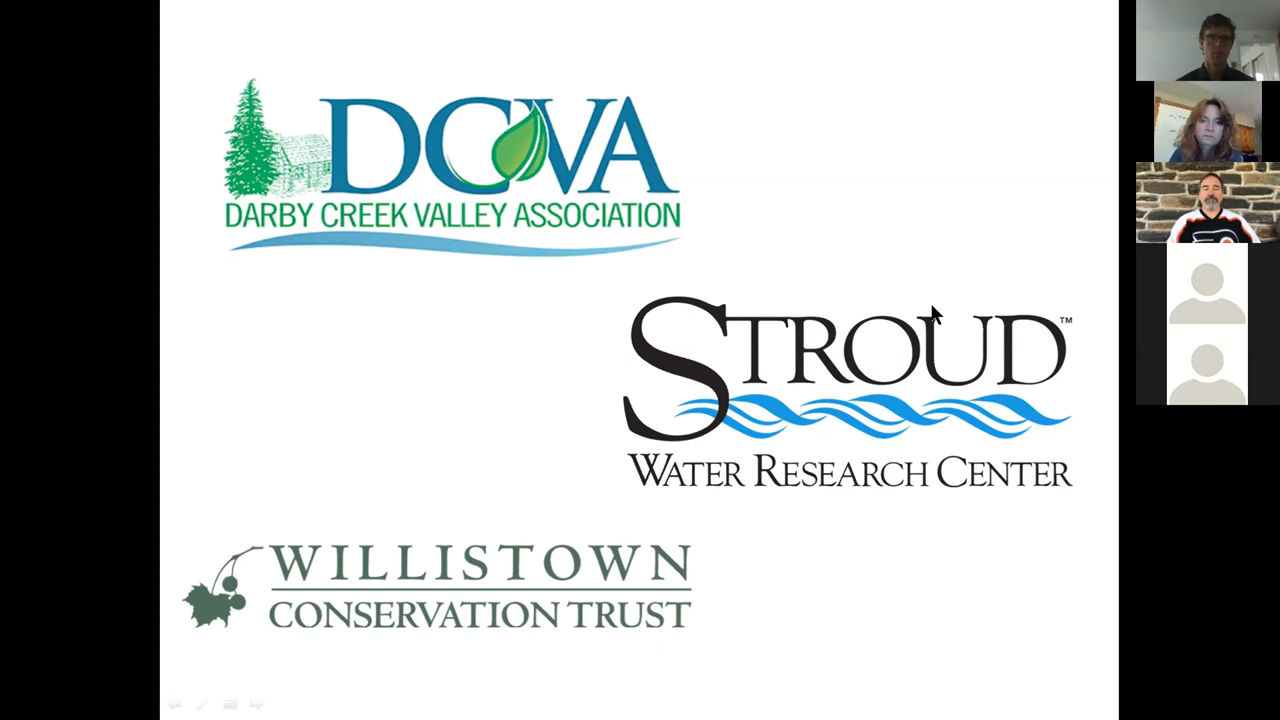 DCVA
DARBY CREEK VALLEY ASSOCIATION
STROUD™
WATER RESEARCH CENTER
WILLISTOWN
CONSERVATION TRUST